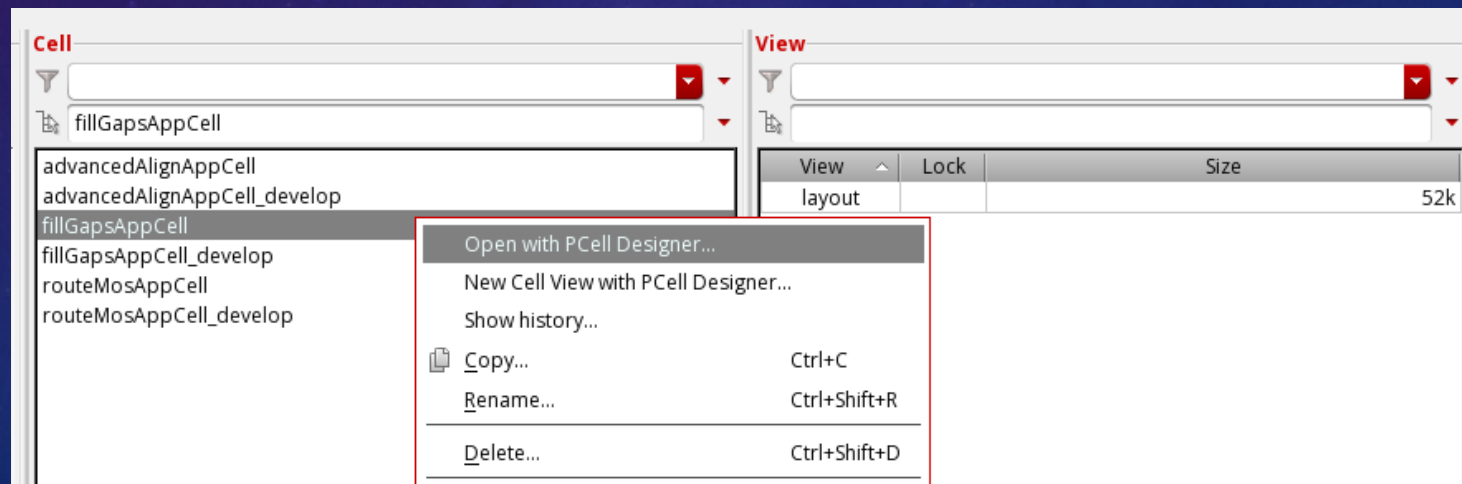 Cell
fillGapsAppCell
advancedAlignAppCell
advancedAlignAppCell_develop
fillGapsAppCell
fillGapsAppCell_develop
routeMosAppCell
routeMosAppCell_develop
Open with PCell Designer...
New Cell View with PCell Designer...
Show history...
Copy... Ctrl+C
Rename... Ctrl+Shift+R
Delete... Ctrl+Shift+D
View
View Lock Size
layout 52k